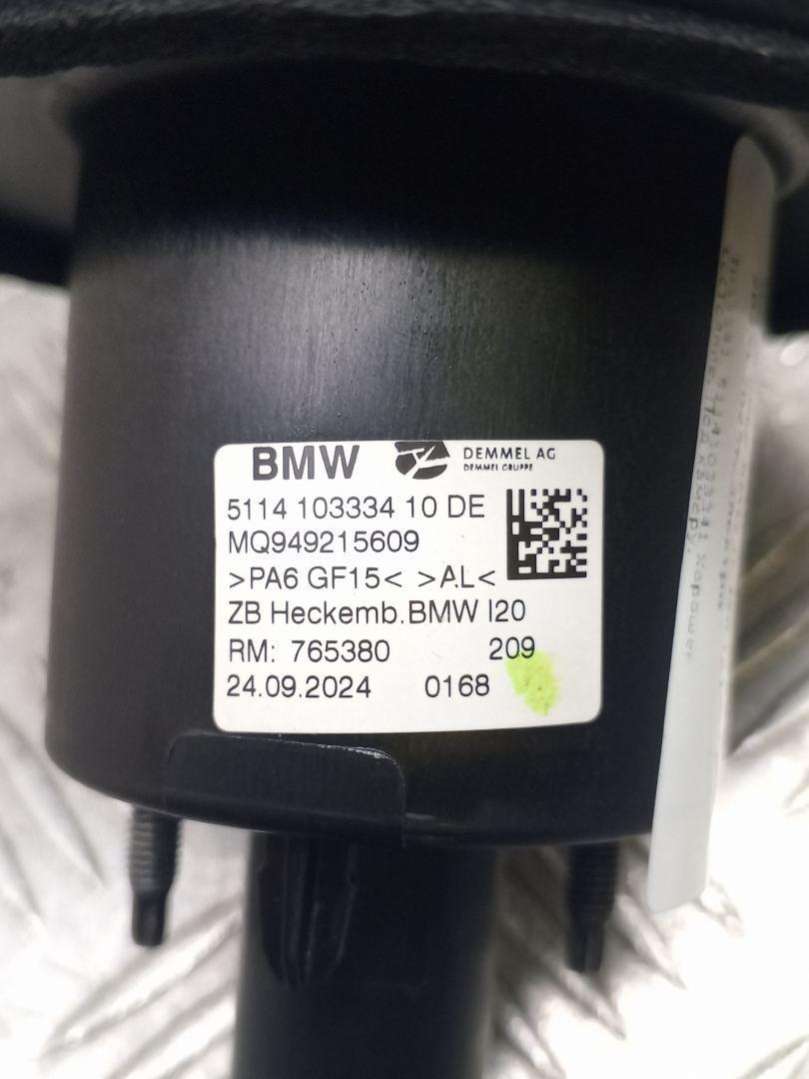 BMW DEMMEL AG
DEMMEL GRUPPE
5114 103334 10 DE
MQ949215609
>PA6 GF15< >AL<
ZB Heckemb.BMW I20
RM: 765380 209
24.09.2024 0168